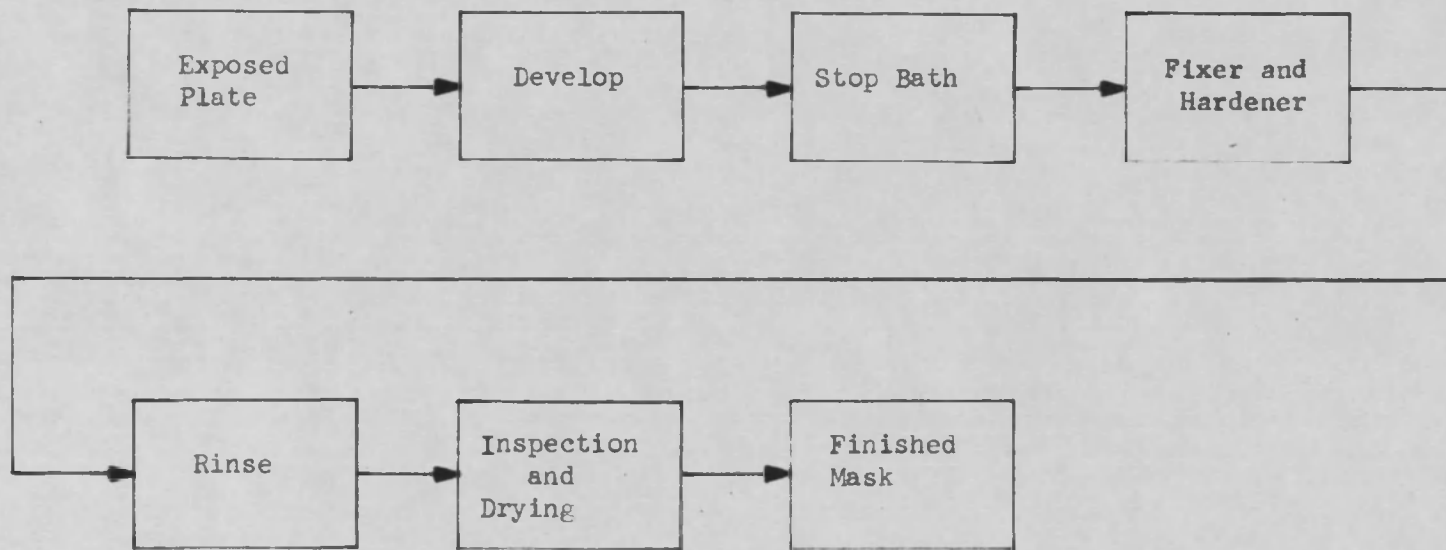 Exposed
Plate
Develop
Stop Bath
Fixer and
Hardener
Rinse
Inspection
and
Drying
Finished
Mask